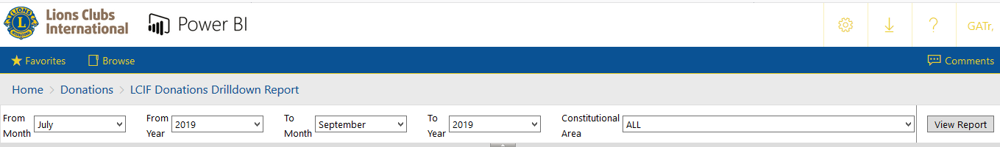 Lions Clubs
International
Power BI
?
GATr,
Favorites
Browse
Comments
Home > Donations > LCIF Donations Drilldown Report
From
Month
July
From
Year
2019
To
Month
September
To
Year
2019
Constitutional
Area
ALL
View Report